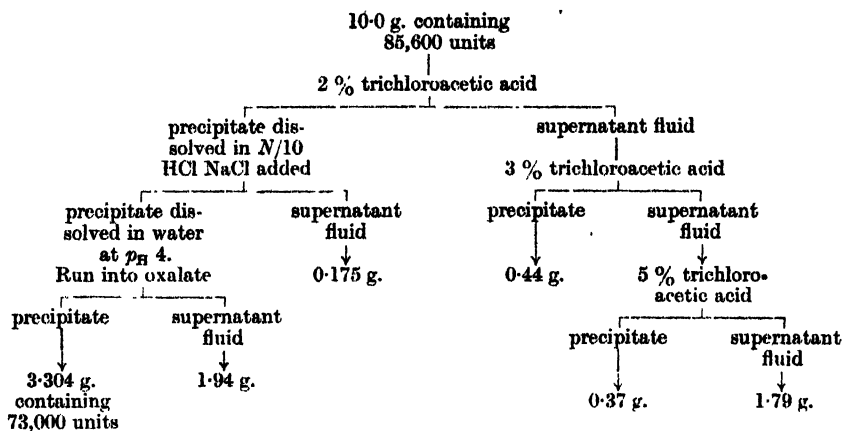 10·0 g. containing
85,600 units
2 % trichloroacetic acid
precipitate dis-
solved in N/10
HCl NaCl added
supernatant fluid
3 % trichloroacetic acid
precipitate dis-
solved in water
at pH 4.
Run into oxalate
supernatant
fluid
0·175 g.
precipitate
0·44 g.
supernatant
fluid
5 % trichloro-
acetic acid
precipitate
3·304 g.
containing
73,000 units
supernatant
fluid
1·94 g.
precipitate
0·37 g.
supernatant
fluid
1·79 g.